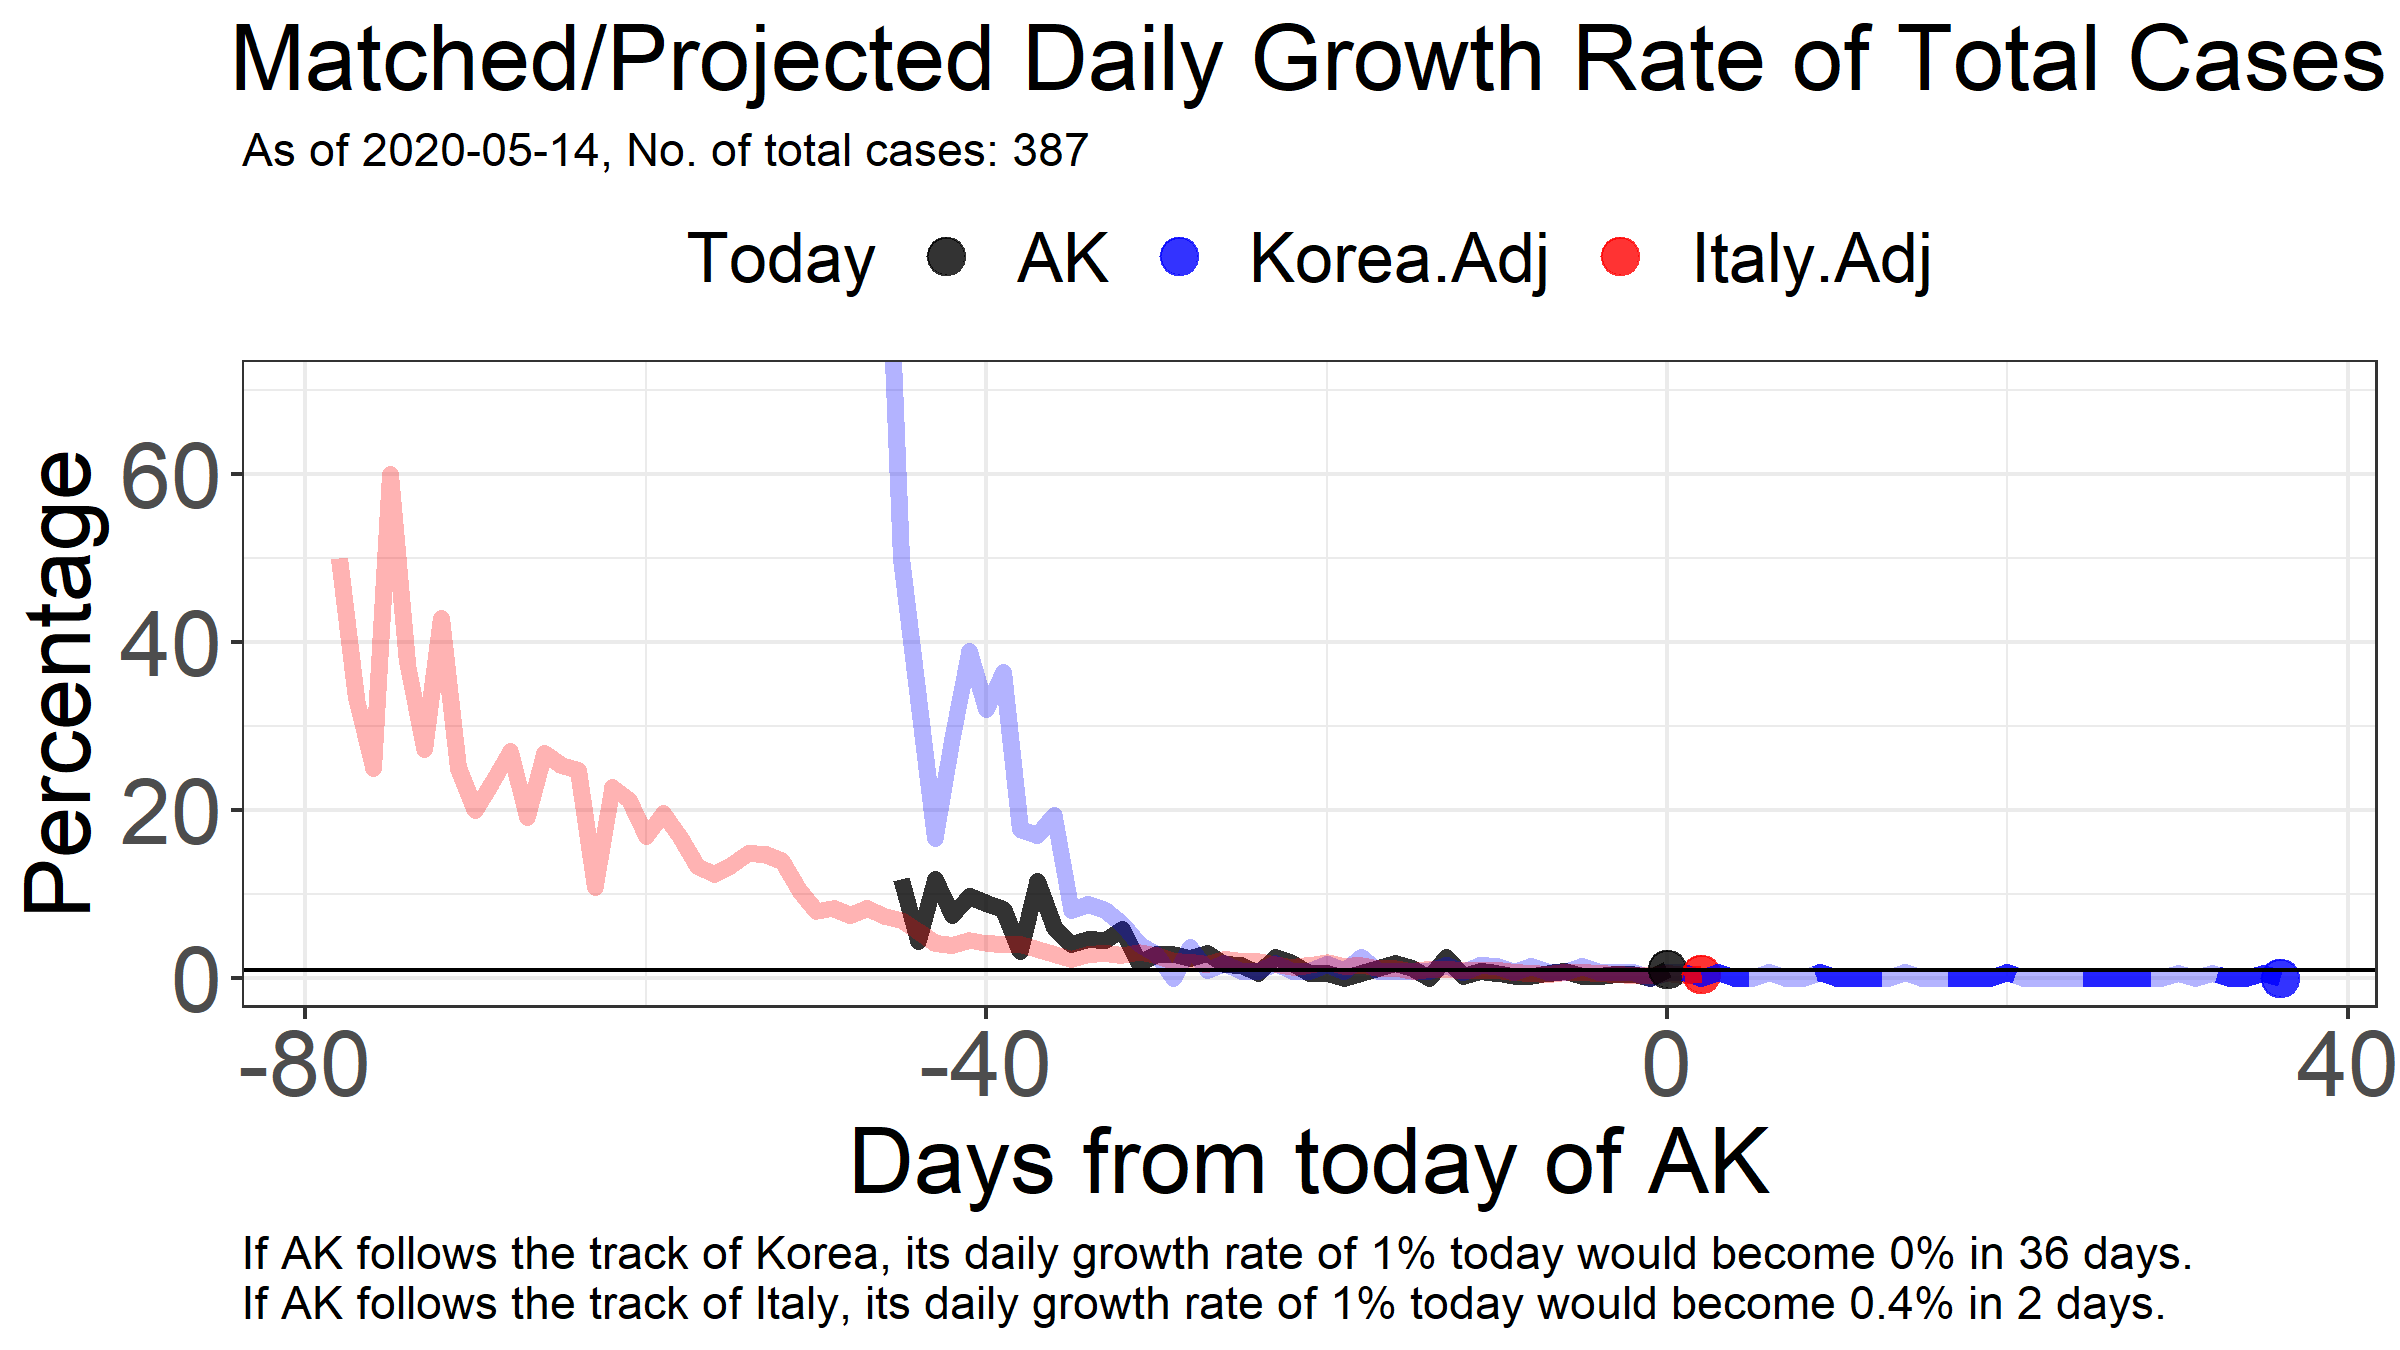 Matched/Projected Daily Growth Rate of Total Cases
As of 2020-05-14, No. of total cases: 387
Today AK Korea.Adj Italy.Adj
Percentage
60
40
20
0
-80 -40 0 40
Days from today of AK
If AK follows the track of Korea, its daily growth rate of 1% today would become 0% in 36 days.
If AK follows the track of Italy, its daily growth rate of 1% today would become 0.4% in 2 days.